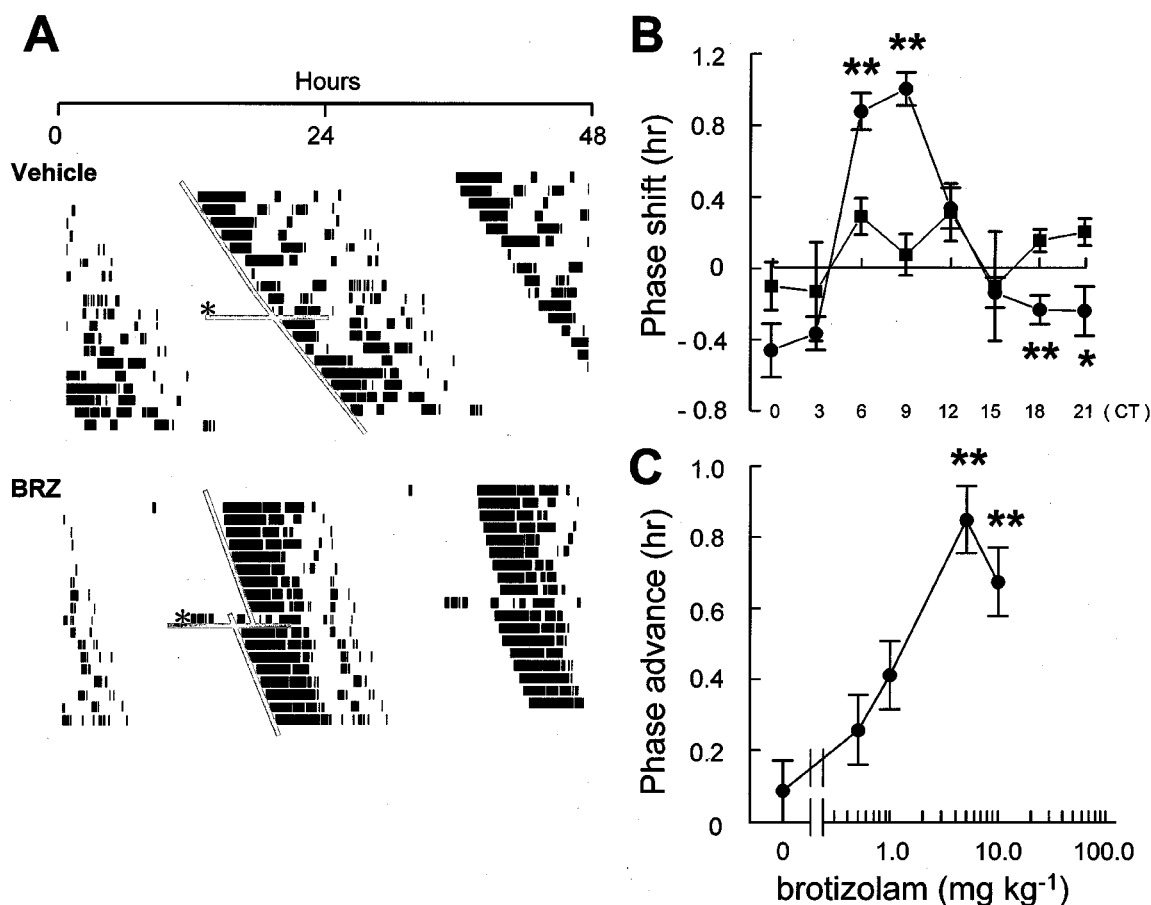 A
Hours
0 24 48
Vehicle
*
BRZ
*
B
Phase shift (hr)
1.2
0.8
0.4
0
- 0.4
- 0.8
** **
** *
0 3 6 9 12 15 18 21 (CT)
C
Phase advance (hr)
1.0
0.8
0.6
0.4
0.2
0
** **
0 1.0 10.0 100.0
brotizolam (mg kg-1)